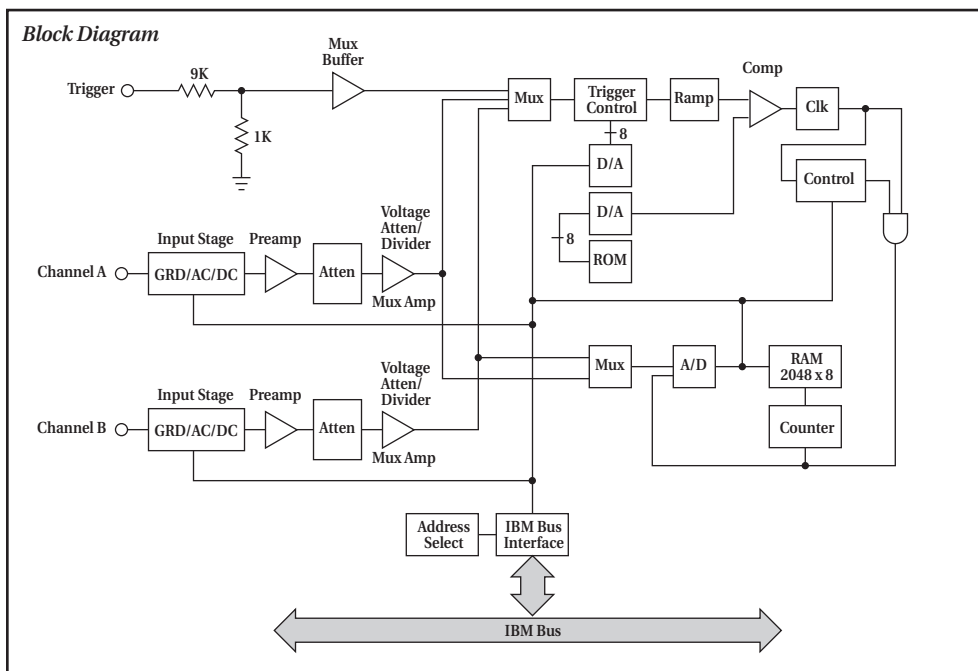 Block Diagram
Mux
Buffer
Comp
Trigger
9K
1K
Mux
Trigger
Control
Ramp
Clk
8
D/A
Control
D/A
8
ROM
Voltage
Atten/
Divider
Input Stage
Preamp
Channel A
GRD/AC/DC
Atten
Mux Amp
Mux
A/D
RAM
2048 x 8
Counter
Voltage
Atten/
Divider
Input Stage
Preamp
Channel B
GRD/AC/DC
Atten
Mux Amp
Address
Select
IBM Bus
Interface
IBM Bus